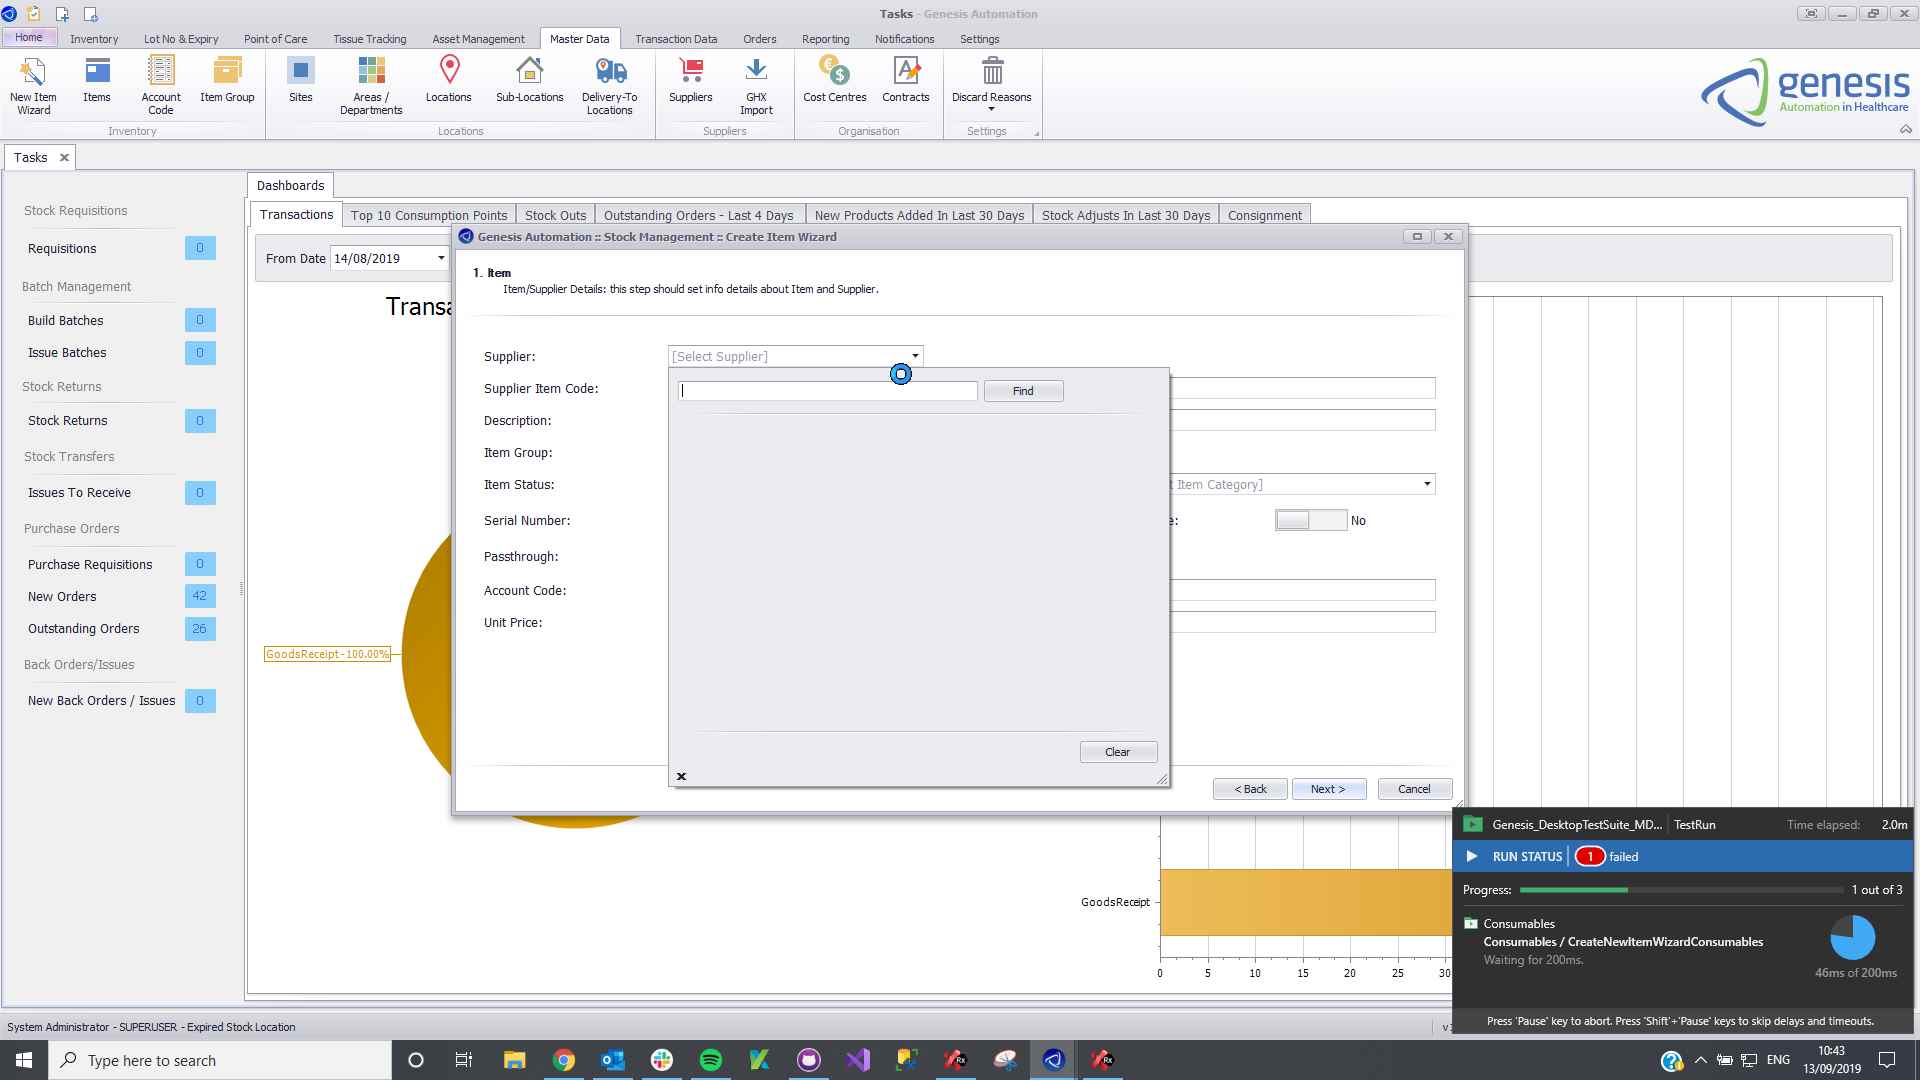 Tasks - Genesis Automation
Home
Inventory
Lot No & Expiry
Point of Care
Tissue Tracking
Asset Management
Master Data
Transaction Data
Orders
Reporting
Notifications
Settings
New Item Wizard
Items
Account Code
Item Group
Inventory
Sites
Areas / Departments
Locations
Sub-Locations
Delivery-To Locations
Locations
Suppliers
GHX Import
Suppliers
Cost Centres
Contracts
Organisation
Discard Reasons
Settings
genesis
Automation in Healthcare
Tasks
Dashboards
Transactions
Top 10 Consumption Points
Stock Outs
Outstanding Orders - Last 4 Days
New Products Added In Last 30 Days
Stock Adjusts In Last 30 Days
Consignment
From Date 14/08/2019
Transa
Stock Requisitions
Requisitions 0
Batch Management
Build Batches 0
Issue Batches 0
Stock Returns
Stock Returns 0
Stock Transfers
Issues To Receive 0
Purchase Orders
Purchase Requisitions 0
New Orders 42
Outstanding Orders 26
Back Orders/Issues
New Back Orders / Issues 0
GoodsReceipt-100.00%
Genesis Automation :: Stock Management :: Create Item Wizard
1. Item
Item/Supplier Details: this step should set info details about Item and Supplier.
Supplier: [Select Supplier]
Supplier Item Code:
Description:
Item Group:
Item Status:
Serial Number:
Passthrough:
Account Code:
Unit Price:
Find
t Item Category]
e:
No
Clear
< Back
Next >
Cancel
GoodsReceipt
0 5 10 15 20 25 30
Genesis_DesktopTestSuite_MD... TestRun Time elapsed: 2.0m
RUN STATUS 1 failed
Progress: 1 out of 3
Consumables
Consumables / CreateNewItemWizardConsumables
Waiting for 200ms.
46ms of 200ms
Press 'Pause' key to abort. Press 'Shift'+'Pause' keys to skip delays and timeouts.
System Administrator - SUPERUSER - Expired Stock Location
Type here to search
ENG
10:43
13/09/2019